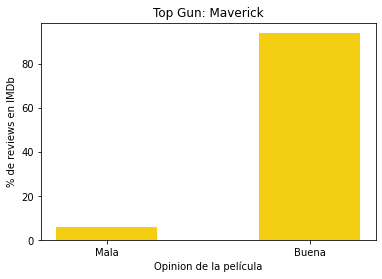 Top Gun: Maverick
% de reviews en IMDb
80
60
40
20
0
Mala
Buena
Opinion de la película